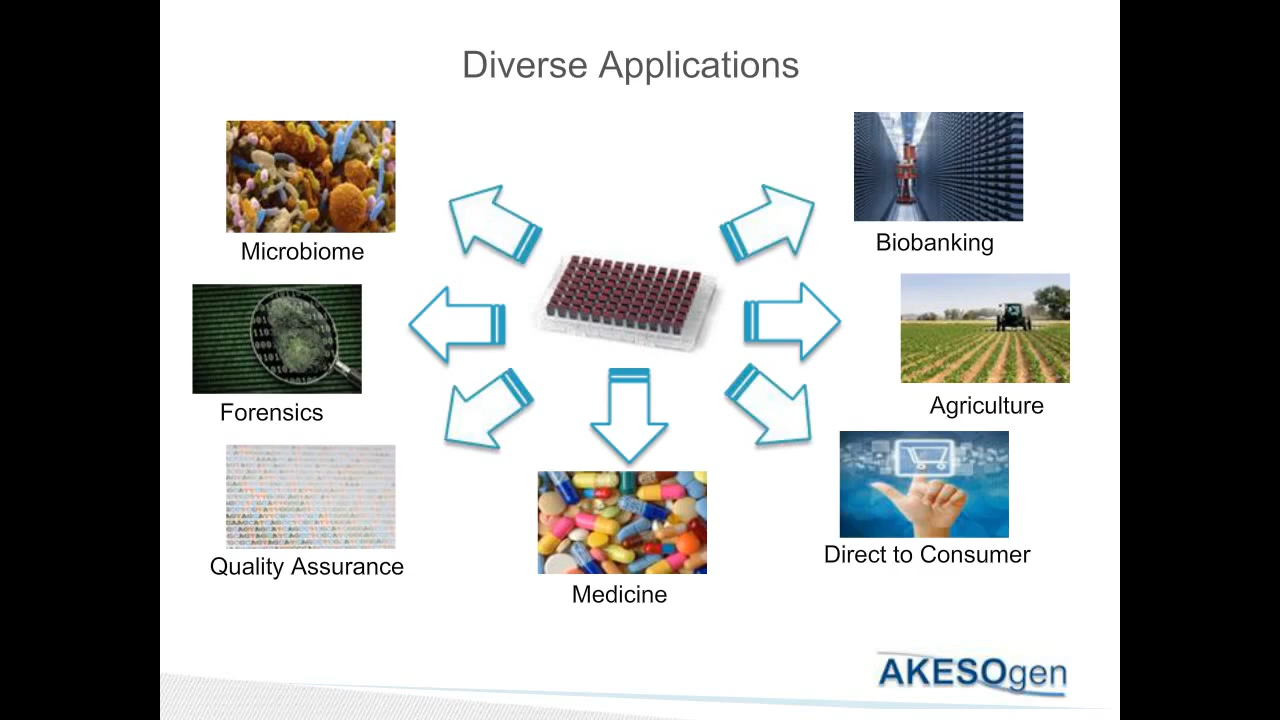 Diverse Applications
Microbiome
Biobanking
Forensics
Agriculture
Quality Assurance
Direct to Consumer
Medicine
AKESOgen